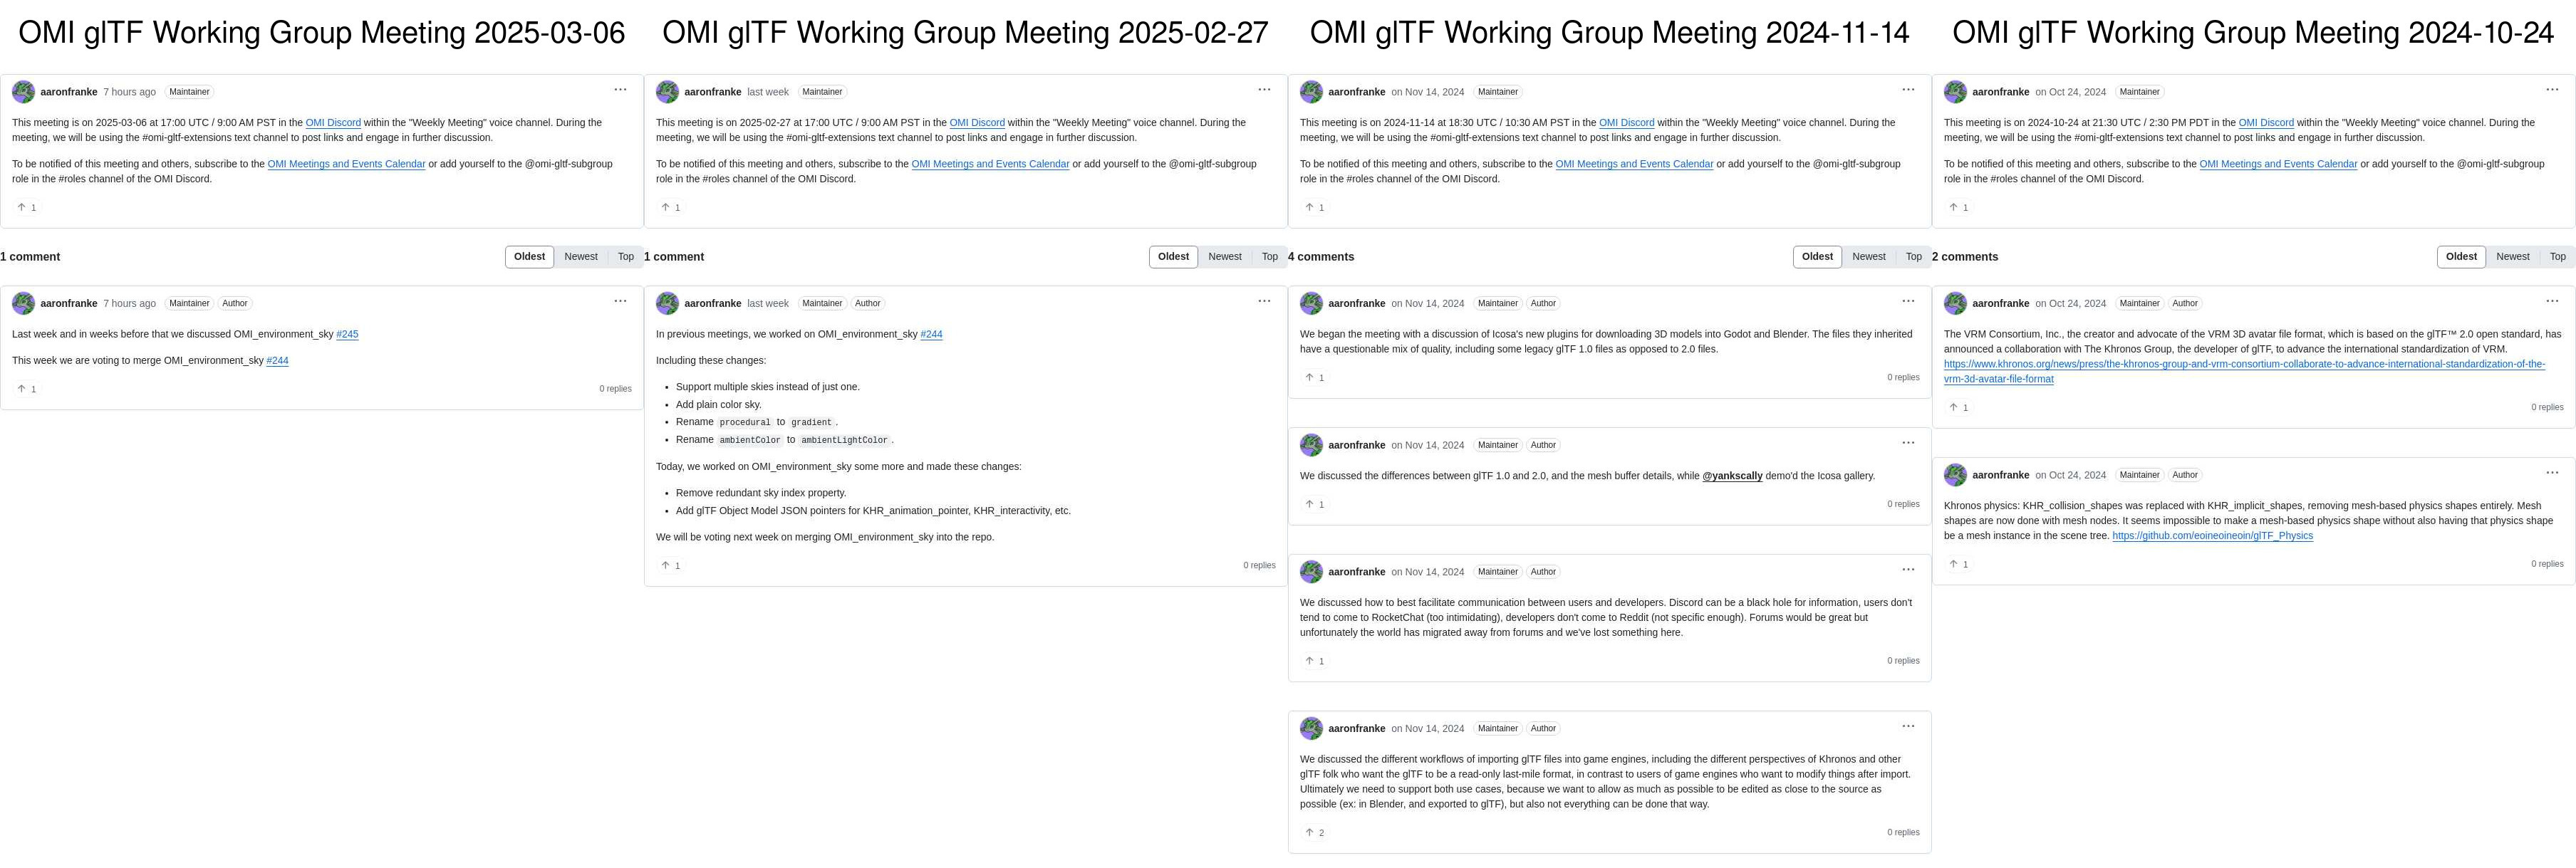 OMI glTF Working Group Meeting 2025-03-06
aaronfranke 7 hours ago Maintainer
This meeting is on 2025-03-06 at 17:00 UTC / 9:00 AM PST in the OMI Discord within the "Weekly Meeting" voice channel. During the
meeting, we will be using the #omi-gltf-extensions text channel to post links and engage in further discussion.
To be notified of this meeting and others, subscribe to the OMI Meetings and Events Calendar or add yourself to the @omi-gltf-subgroup
role in the #roles channel of the OMI Discord.
↑ 1
1 comment
Oldest Newest Top
aaronfranke 7 hours ago Maintainer Author
Last week and in weeks before that we discussed OMI_environment_sky #245
This week we are voting to merge OMI_environment_sky #244
↑ 1 0 replies
OMI glTF Working Group Meeting 2025-02-27
aaronfranke last week Maintainer
This meeting is on 2025-02-27 at 17:00 UTC / 9:00 AM PST in the OMI Discord within the "Weekly Meeting" voice channel. During the
meeting, we will be using the #omi-gltf-extensions text channel to post links and engage in further discussion.
To be notified of this meeting and others, subscribe to the OMI Meetings and Events Calendar or add yourself to the @omi-gltf-subgroup
role in the #roles channel of the OMI Discord.
↑ 1
1 comment
Oldest Newest Top
aaronfranke last week Maintainer Author
In previous meetings, we worked on OMI_environment_sky #244
Including these changes:
• Support multiple skies instead of just one.
• Add plain color sky.
• Rename procedural to gradient.
• Rename ambientColor to ambientLightColor.
Today, we worked on OMI_environment_sky some more and made these changes:
• Remove redundant sky index property.
• Add glTF Object Model JSON pointers for KHR_animation_pointer, KHR_interactivity, etc.
We will be voting next week on merging OMI_environment_sky into the repo.
↑ 1 0 replies
OMI glTF Working Group Meeting 2024-11-14
aaronfranke on Nov 14, 2024 Maintainer
This meeting is on 2024-11-14 at 18:30 UTC / 10:30 AM PST in the OMI Discord within the "Weekly Meeting" voice channel. During the
meeting, we will be using the #omi-gltf-extensions text channel to post links and engage in further discussion.
To be notified of this meeting and others, subscribe to the OMI Meetings and Events Calendar or add yourself to the @omi-gltf-subgroup
role in the #roles channel of the OMI Discord.
↑ 1
4 comments
Oldest Newest Top
aaronfranke on Nov 14, 2024 Maintainer Author
We began the meeting with a discussion of Icosa's new plugins for downloading 3D models into Godot and Blender. The files they inherited
have a questionable mix of quality, including some legacy glTF 1.0 files as opposed to 2.0 files.
↑ 1 0 replies
aaronfranke on Nov 14, 2024 Maintainer Author
We discussed the differences between glTF 1.0 and 2.0, and the mesh buffer details, while @yankscally demo'd the Icosa gallery.
↑ 1 0 replies
aaronfranke on Nov 14, 2024 Maintainer Author
We discussed how to best facilitate communication between users and developers. Discord can be a black hole for information, users don't
tend to come to RocketChat (too intimidating), developers don't come to Reddit (not specific enough). Forums would be great but
unfortunately the world has migrated away from forums and we've lost something here.
↑ 1 0 replies
aaronfranke on Nov 14, 2024 Maintainer Author
We discussed the different workflows of importing glTF files into game engines, including the different perspectives of Khronos and other
glTF folk who want the glTF to be a read-only last-mile format, in contrast to users of game engines who want to modify things after import.
Ultimately we need to support both use cases, because we want to allow as much as possible to be edited as close to the source as
possible (ex: in Blender, and exported to glTF), but also not everything can be done that way.
↑ 2 0 replies
OMI glTF Working Group Meeting 2024-10-24
aaronfranke on Oct 24, 2024 Maintainer
This meeting is on 2024-10-24 at 21:30 UTC / 2:30 PM PDT in the OMI Discord within the "Weekly Meeting" voice channel. During the
meeting, we will be using the #omi-gltf-extensions text channel to post links and engage in further discussion.
To be notified of this meeting and others, subscribe to the OMI Meetings and Events Calendar or add yourself to the @omi-gltf-subgroup
role in the #roles channel of the OMI Discord.
↑ 1
2 comments
Oldest Newest Top
aaronfranke on Oct 24, 2024 Maintainer Author
The VRM Consortium, Inc., the creator and advocate of the VRM 3D avatar file format, which is based on the glTF™ 2.0 open standard, has
announced a collaboration with The Khronos Group, the developer of glTF, to advance the international standardization of VRM.
https://www.khronos.org/news/press/the-khronos-group-and-vrm-consortium-collaborate-to-advance-international-standardization-of-the-
vrm-3d-avatar-file-format
↑ 1 0 replies
aaronfranke on Oct 24, 2024 Maintainer Author
Khronos physics: KHR_collision_shapes was replaced with KHR_implicit_shapes, removing mesh-based physics shapes entirely. Mesh
shapes are now done with mesh nodes. It seems impossible to make a mesh-based physics shape without also having that physics shape
be a mesh instance in the scene tree. https://github.com/eoineoineoin/glTF_Physics
↑ 1 0 replies